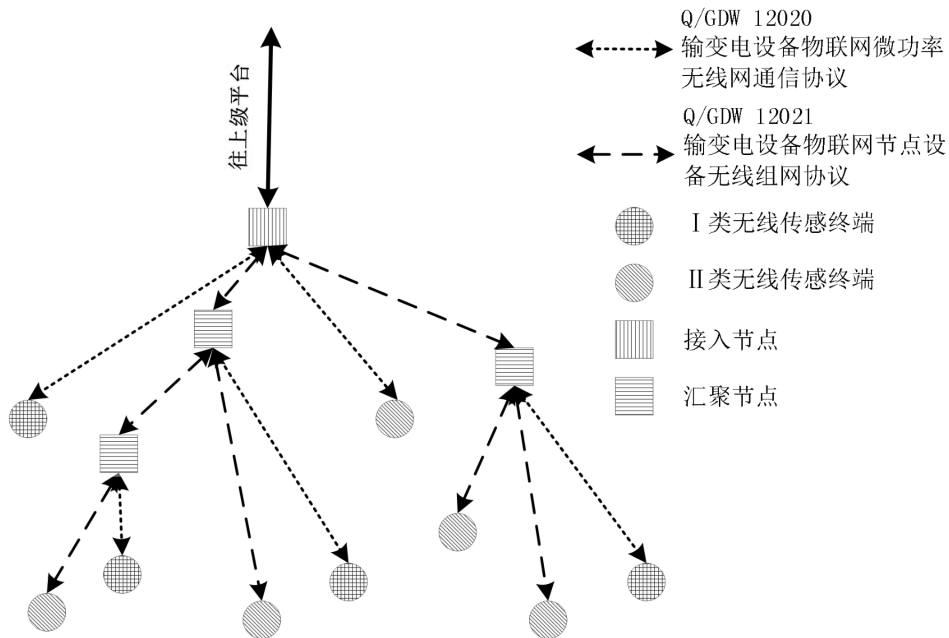 往上级平台
Q/GDW 12020
输变电设备物联网微功率
无线网通信协议
Q/GDW 12021
输变电设备物联网节点设
备无线组网协议
Ⅰ类无线传感终端
Ⅱ类无线传感终端
接入节点
汇聚节点